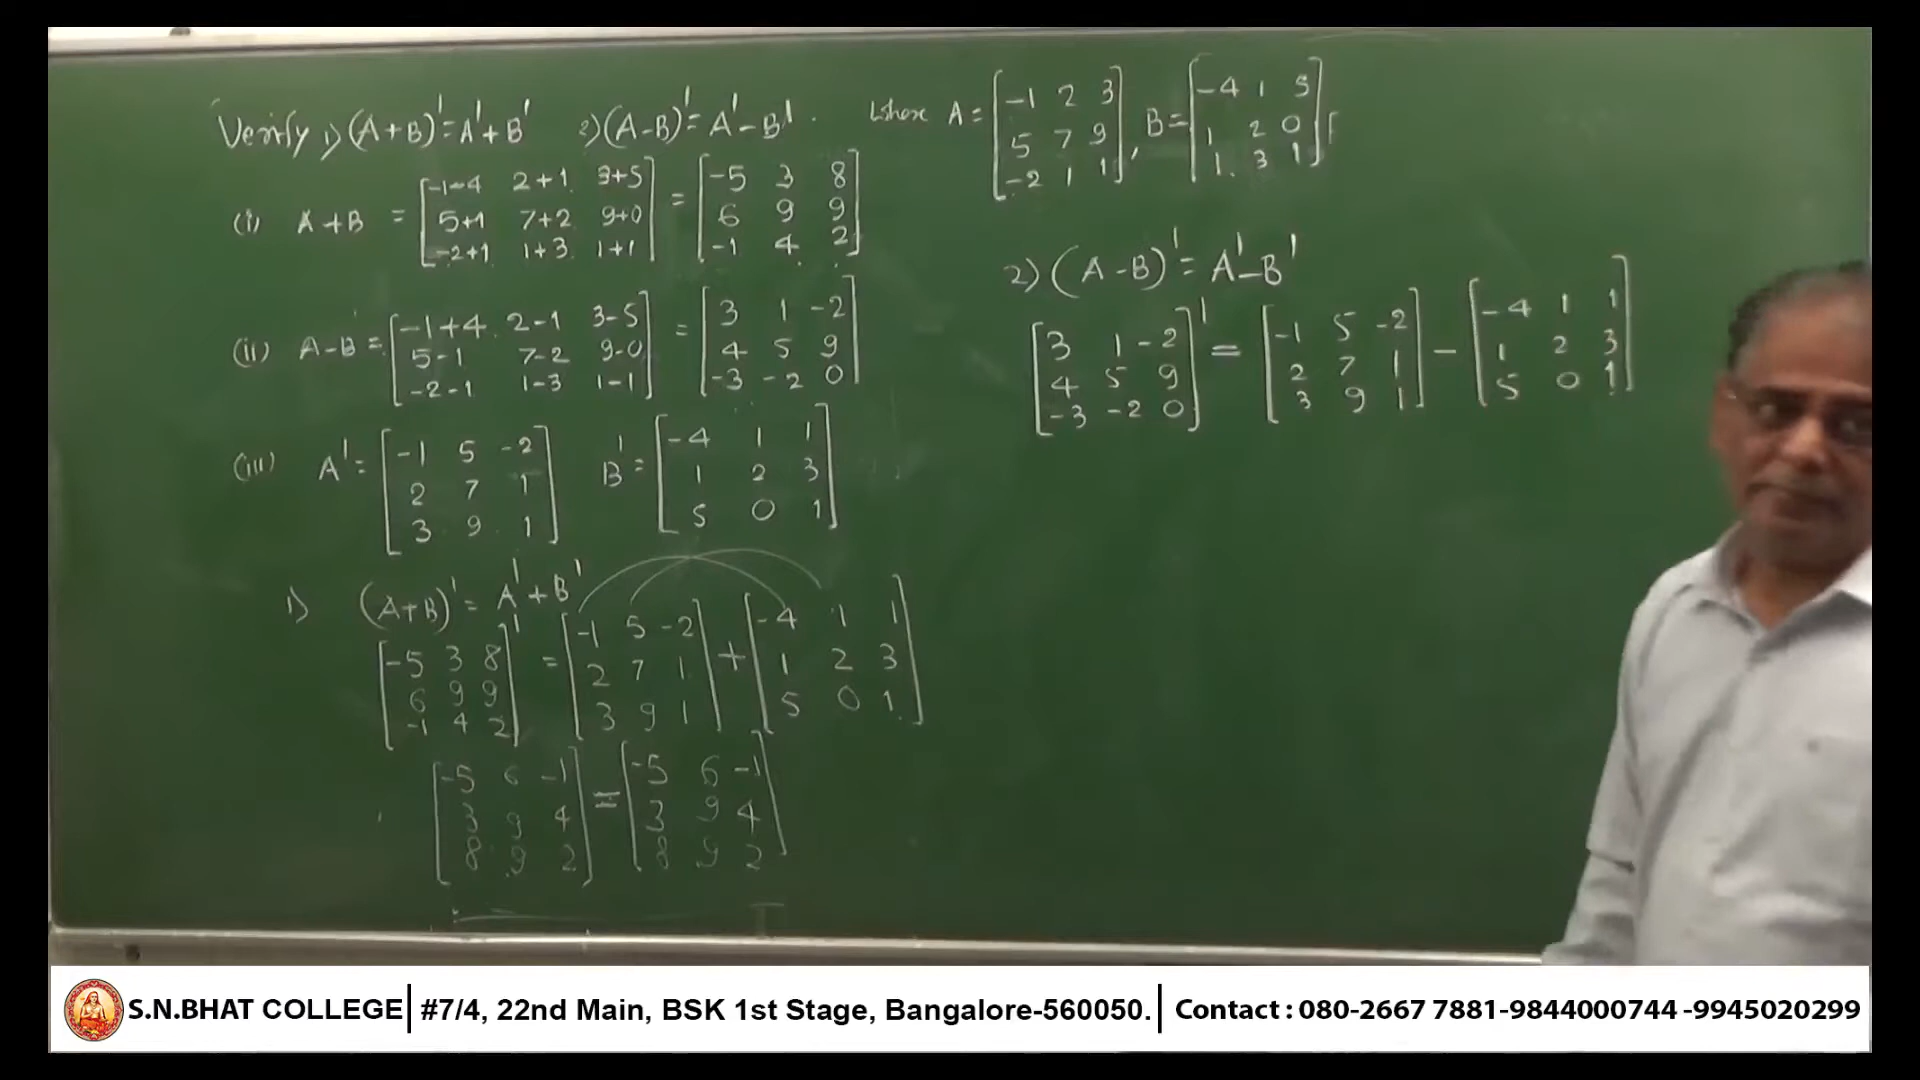 Verify 1) (A+B)' = A'+B' 2) (A-B)' = A'-B'. where A = [-1 2 3; 5 7 9; -2 1 1], B = [-4 1 5; 1 2 0; 1 3 1]
(i) A+B = [-1-4 2+1 3+5; 5+1 7+2 9+0; -2+1 1+3 1+1] = [-5 3 8; 6 9 9; -1 4 2]
(ii) A-B = [-1+4 2-1 3-5; 5-1 7-2 9-0; -2-1 1-3 1-1] = [3 1 -2; 4 5 9; -3 -2 0]
(iii) A' = [-1 5 -2; 2 7 1; 3 9 1] B' = [-4 1 1; 1 2 3; 5 0 1]
1) (A+B)' = A'+B'
[-5 3 8; 6 9 9; -1 4 2]' = [-1 5 -2; 2 7 1; 3 9 1] + [-4 1 1; 1 2 3; 5 0 1]
[-5 6 -1; 3 9 4; 8 9 2] = [-5 6 -1; 3 9 4; 8 9 2]
2) (A-B)' = A'-B'
[3 1 -2; 4 5 9; -3 -2 0]' = [-1 5 -2; 2 7 1; 3 9 1] - [-4 1 1; 1 2 3; 5 0 1]
S.N.BHAT COLLEGE | #7/4, 22nd Main, BSK 1st Stage, Bangalore-560050. | Contact : 080-2667 7881-9844000744 -9945020299